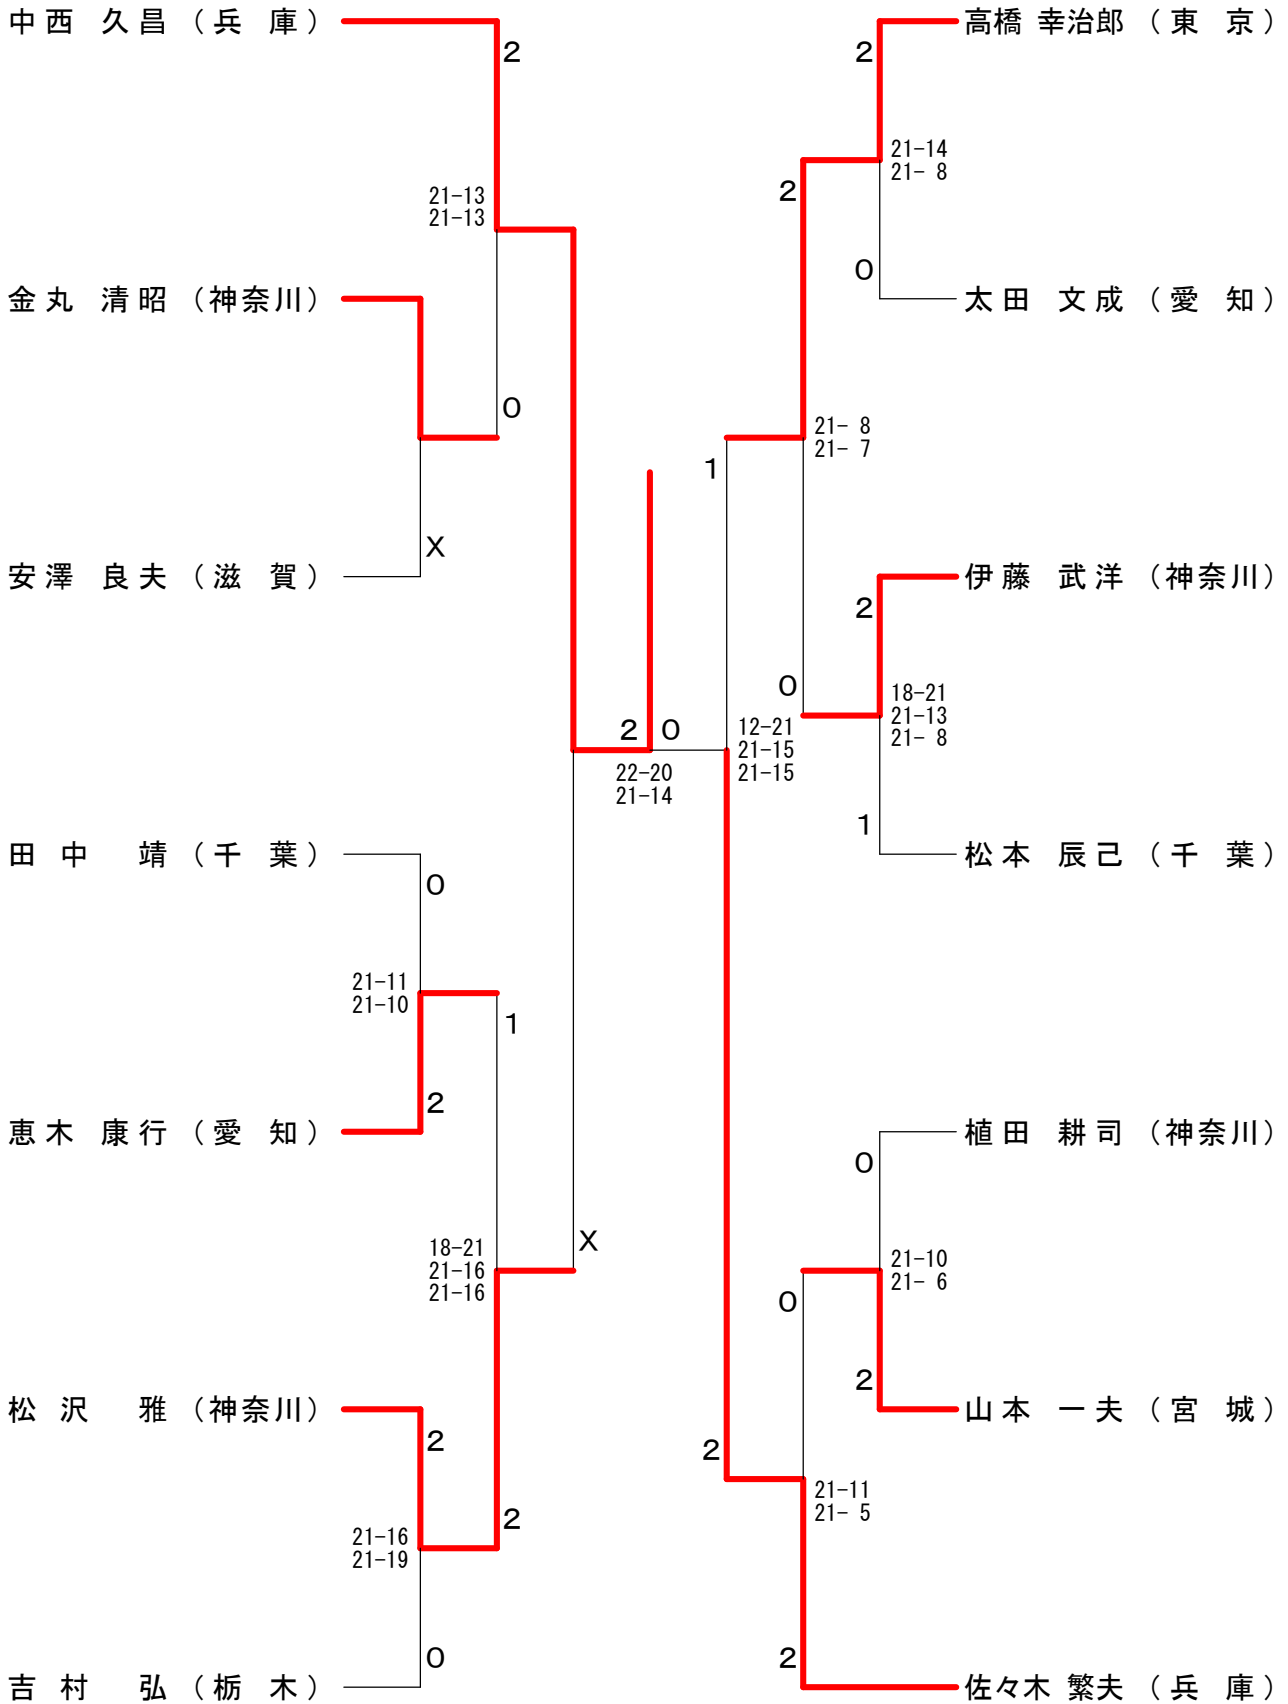 中西 久昌 （兵 庫）
2
21-13
21-13
金丸 清昭 （神奈川）
0
X
安澤 良夫 （滋 賀）
田中 靖 （千 葉）
0
21-11
21-10
1
2
恵木 康行 （愛 知）
18-21
21-16
21-16
X
松沢 雅 （神奈川）
2
21-16
21-19
2
0
吉村 弘 （栃 木）
2 0
22-20
21-14
高橋 幸治郎 （東 京）
2
21-14
21- 8
2
0
太田 文成 （愛 知）
21- 8
21- 7
1
伊藤 武洋 （神奈川）
2
0
18-21
21-13
21- 8
12-21
21-15
21-15
1
松本 辰己 （千 葉）
植田 耕司 （神奈川）
0
21-10
21- 6
0
2
山本 一夫 （宮 城）
2
21-11
21- 5
2
佐々木 繁夫 （兵 庫）